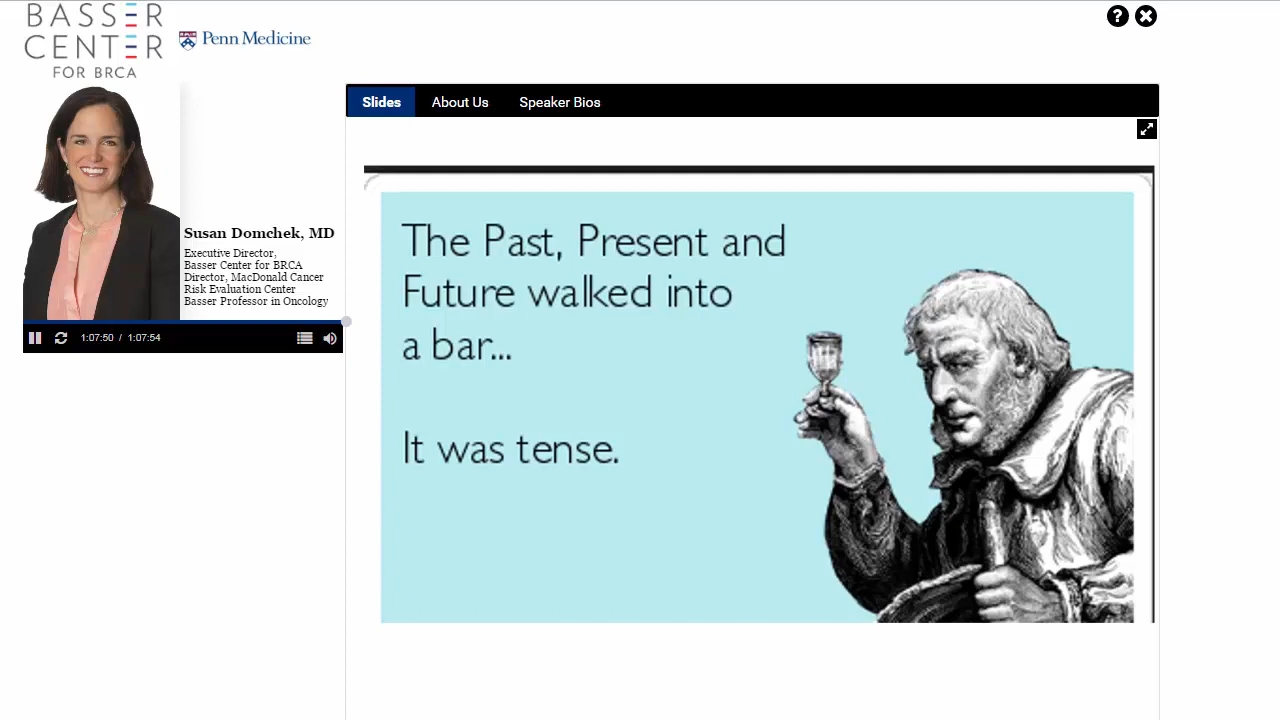 BASSER
CENTER
FOR BRCA
Penn Medicine
Susan Domchek, MD
Executive Director,
Basser Center for BRCA
Director, MacDonald Cancer
Risk Evaluation Center
Basser Professor in Oncology
1:07:50 / 1:07:54
?
Slides About Us Speaker Bios
The Past, Present and
Future walked into
a bar...
It was tense.